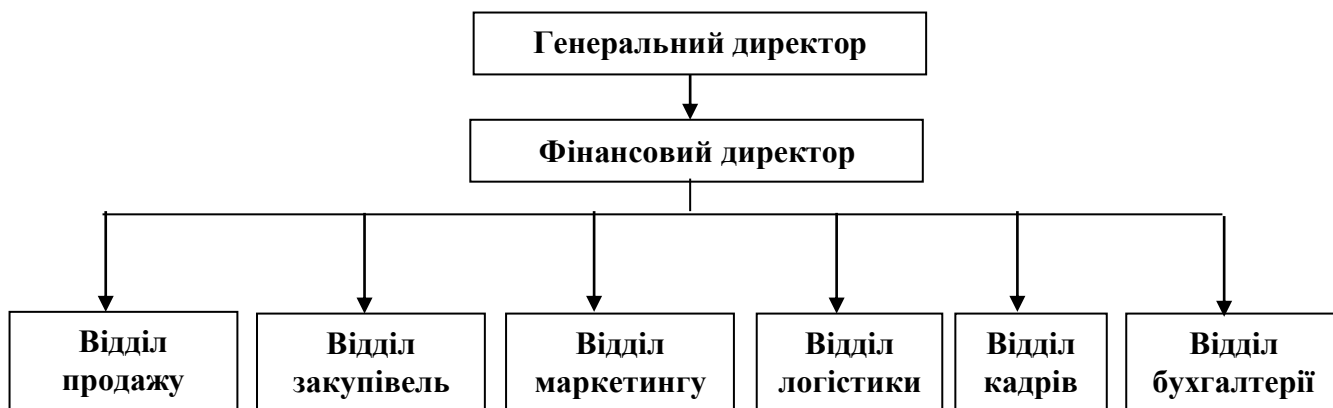 Генеральний директор
Фінансовий директор
Відділ продажу
Відділ закупівель
Відділ маркетингу
Відділ логістики
Відділ кадрів
Відділ бухгалтерії